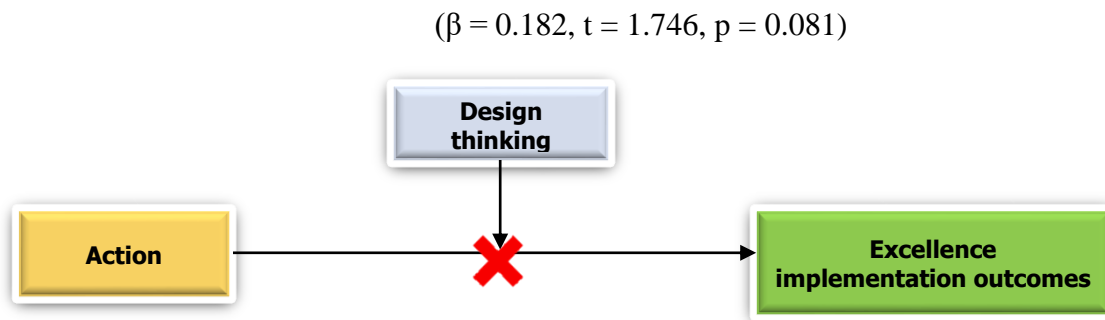 (β = 0.182, t = 1.746, p = 0.081)
Design
thinking
Action
Excellence
implementation outcomes